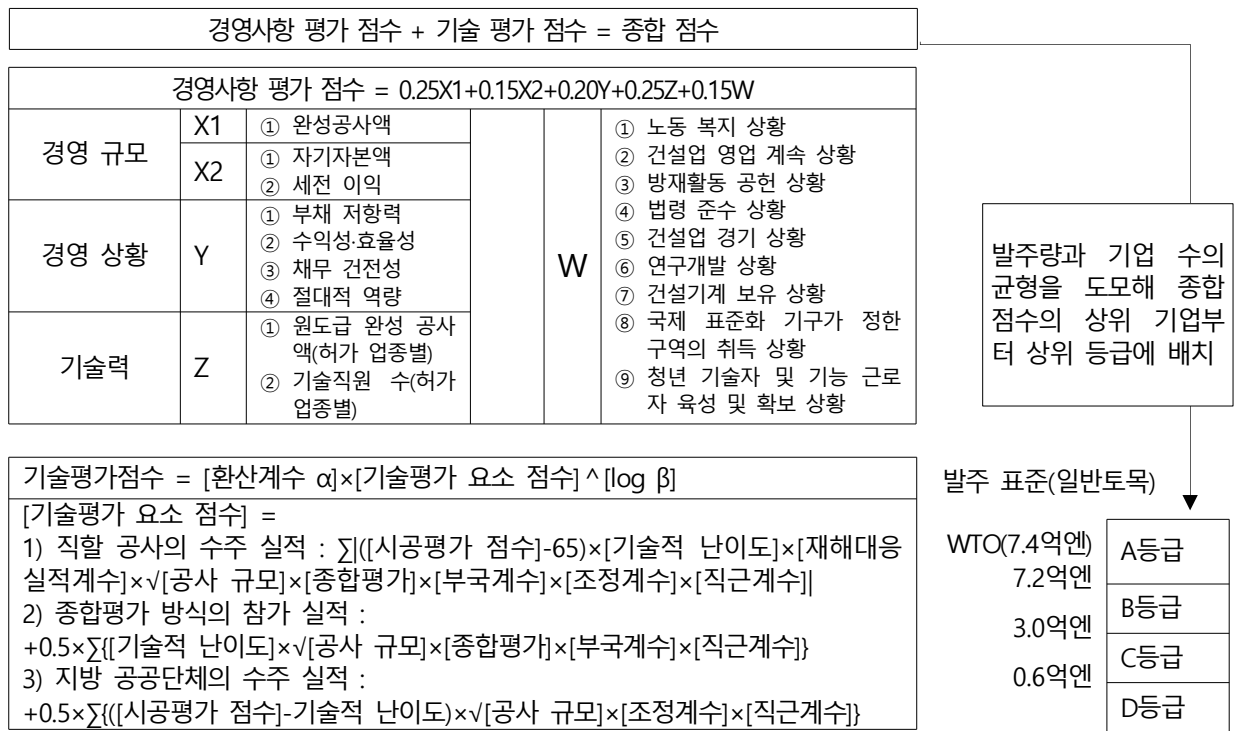 경영사항 평가 점수 + 기술 평가 점수 = 종합 점수
경영사항 평가 점수 = 0.25X1+0.15X2+0.20Y+0.25Z+0.15W
경영 규모
X1
① 완성공사액
X2
① 자기자본액
② 세전 이익
경영 상황
Y
① 부채 저항력
② 수익성·효율성
③ 채무 건전성
④ 절대적 역량
기술력
Z
① 원도급 완성 공사
액(허가 업종별)
② 기술직원 수(허가
업종별)
W
① 노동 복지 상황
② 건설업 영업 계속 상황
③ 방재활동 공헌 상황
④ 법령 준수 상황
⑤ 건설업 경기 상황
⑥ 연구개발 상황
⑦ 건설기계 보유 상황
⑧ 국제 표준화 기구가 정한
구역의 취득 상황
⑨ 청년 기술자 및 기능 근로
자 육성 및 확보 상황
발주량과 기업 수의
균형을 도모해 종합
점수의 상위 기업부
터 상위 등급에 배치
기술평가점수 = [환산계수 α]×[기술평가 요소 점수]^[log β]
[기술평가 요소 점수] =
1) 직할 공사의 수주 실적 : ∑|([시공평가 점수]-65)×[기술적 난이도]×[재해대응
실적계수]×√[공사 규모]×[종합평가]×[부국계수]×[조정계수]×[직근계수]|
2) 종합평가 방식의 참가 실적 :
+0.5×∑{[기술적 난이도]×√[공사 규모]×[종합평가]×[부국계수]×[직근계수]}
3) 지방 공공단체의 수주 실적 :
+0.5×∑{([시공평가 점수]-기술적 난이도)×√[공사 규모]×[조정계수]×[직근계수]}
발주 표준(일반토목)
WTO(7.4억엔)
7.2억엔
3.0억엔
0.6억엔
A등급
B등급
C등급
D등급